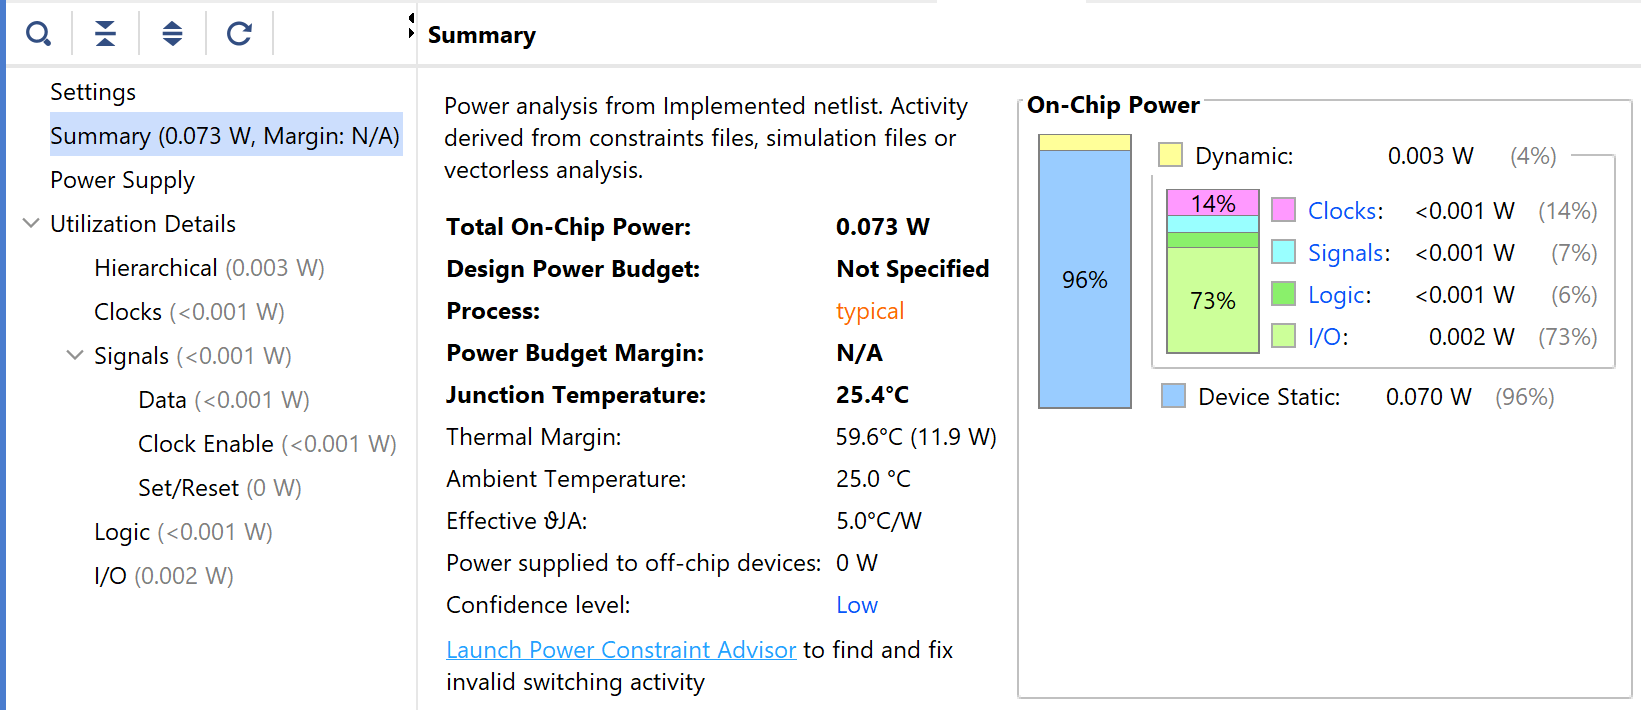 Summary
Settings
Summary (0.073 W, Margin: N/A)
Power Supply
Utilization Details
Hierarchical (0.003 W)
Clocks (<0.001 W)
Signals (<0.001 W)
Data (<0.001 W)
Clock Enable (<0.001 W)
Set/Reset (0 W)
Logic (<0.001 W)
I/O (0.002 W)
Power analysis from Implemented netlist. Activity
derived from constraints files, simulation files or
vectorless analysis.
Total On-Chip Power: 0.073 W
Design Power Budget: Not Specified
Process: typical
Power Budget Margin: N/A
Junction Temperature: 25.4°C
Thermal Margin: 59.6°C (11.9 W)
Ambient Temperature: 25.0 °C
Effective ϑJA: 5.0°C/W
Power supplied to off-chip devices: 0 W
Confidence level: Low
Launch Power Constraint Advisor to find and fix
invalid switching activity
On-Chip Power
96%
Dynamic: 0.003 W (4%)
14%
73%
Clocks: <0.001 W (14%)
Signals: <0.001 W (7%)
Logic: <0.001 W (6%)
I/O: 0.002 W (73%)
Device Static: 0.070 W (96%)